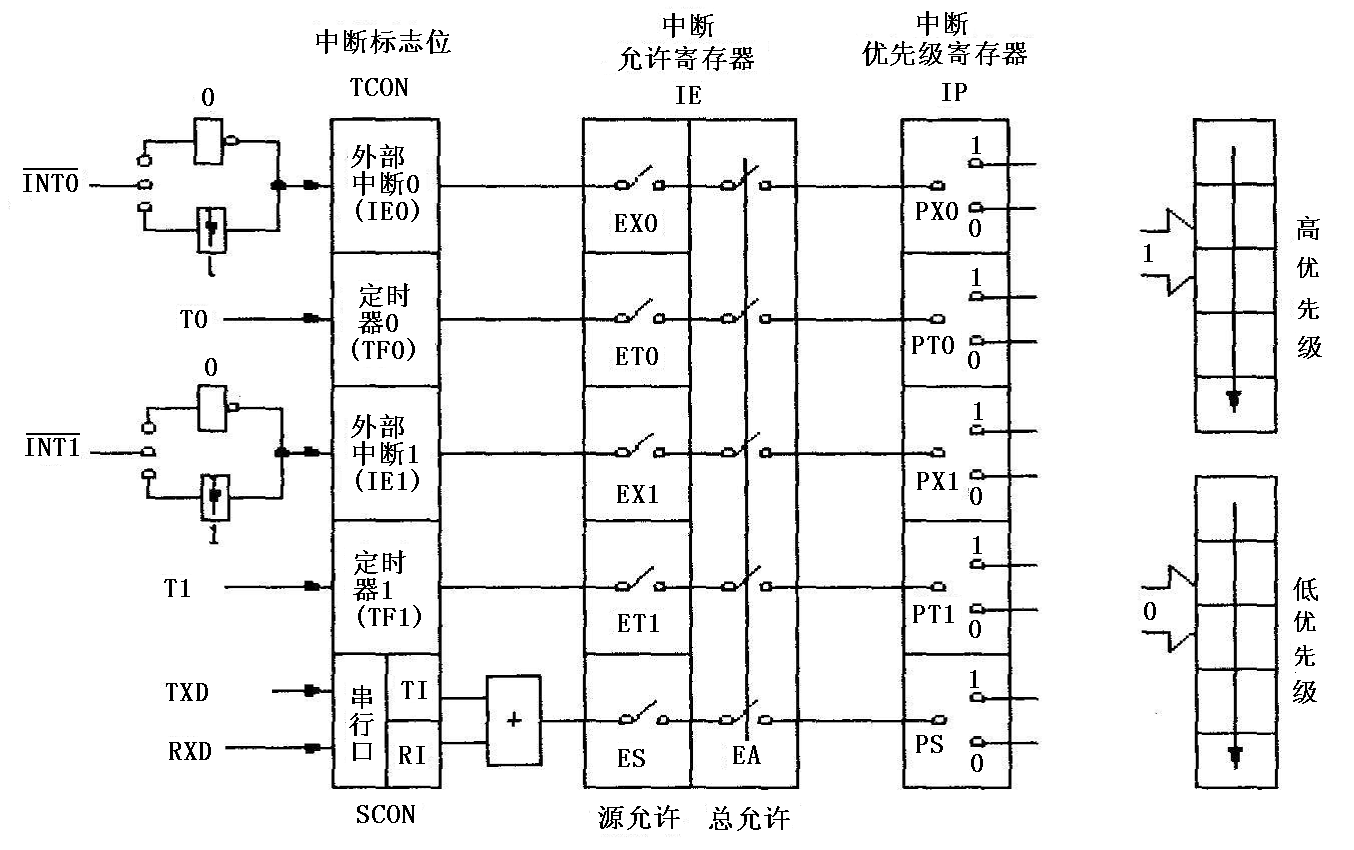 中断标志位
TCON
中断
允许寄存器
IE
中断
优先级寄存器
IP
0
INT0
1
外部
中断0
(IE0)
EX0
PX0
1
0
T0
定时
器0
(TF0)
ET0
PT0
1
0
0
INT1
1
外部
中断1
(IE1)
EX1
PX1
1
0
T1
定时
器1
(TF1)
ET1
PT1
1
0
TXD
RXD
串
行
口
TI
RI
+
ES
EA
PS
1
0
SCON
源允许
总允许
1
高
优
先
级
0
低
优
先
级